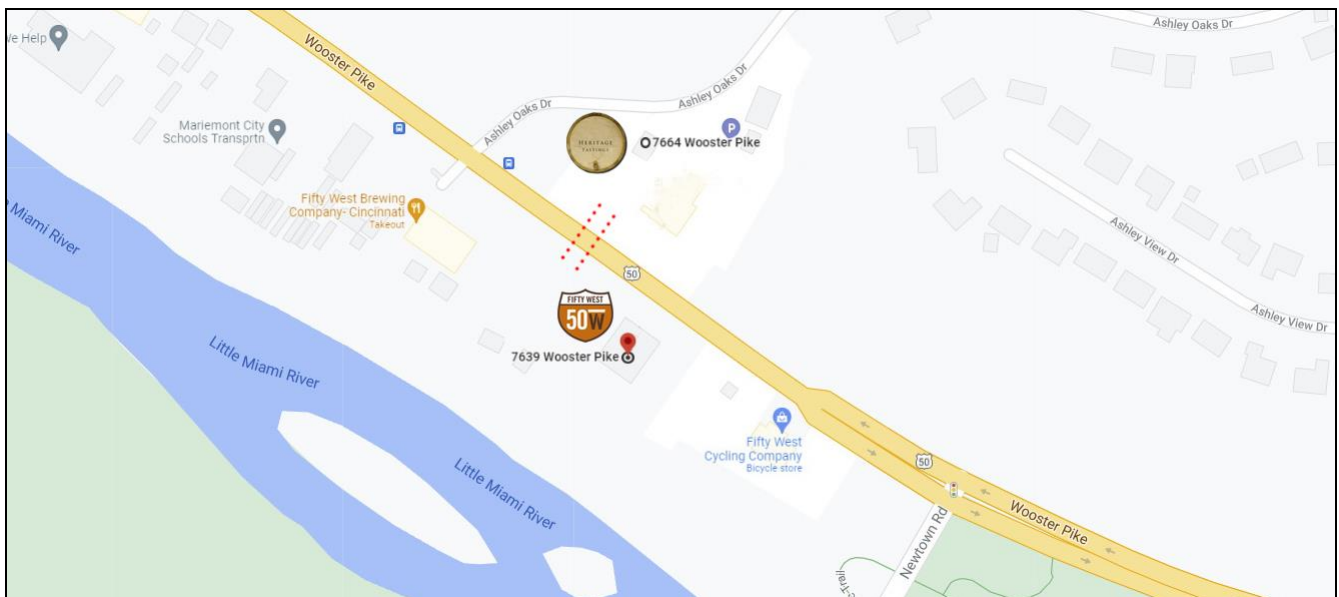 We Help
Wooster Pike
Ashley Oaks Dr
Ashley Oaks Dr
Ashley Oaks Dr
Mariemont City
Schools Transprtn
HERITAGE
TASTINGS
P
7664 Wooster Pike
Fifty West Brewing
Company- Cincinnati
Takeout
Miami River
50
FIFTY WEST
50W
7639 Wooster Pike
Ashley View Dr
Ashley View Dr
Little Miami River
Little Miami River
Fifty West
Cycling Company
Bicycle store
50
Wooster Pike
Newtown Rd
-Trail